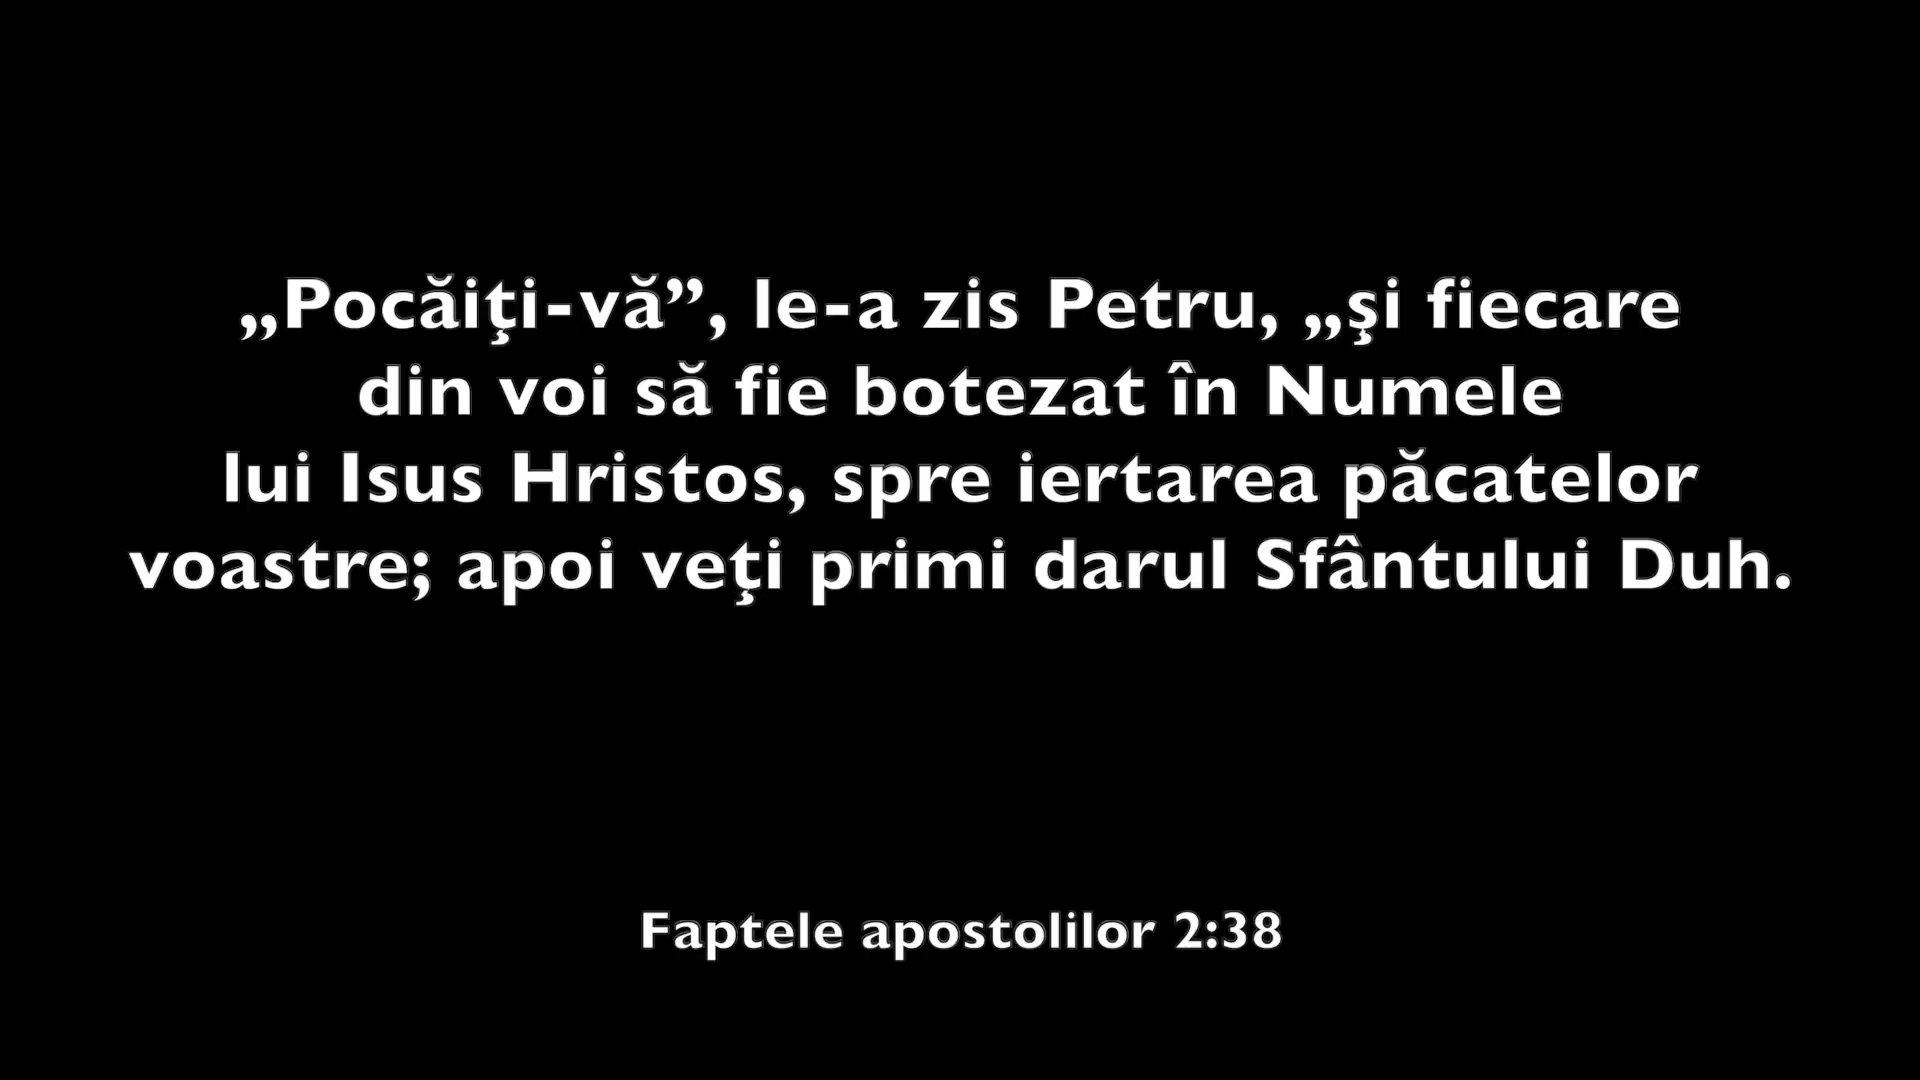 „Pocăiţi-vă”, le-a zis Petru, „şi fiecare
din voi să fie botezat în Numele
lui Isus Hristos, spre iertarea păcatelor
voastre; apoi veţi primi darul Sfântului Duh.
Faptele apostolilor 2:38